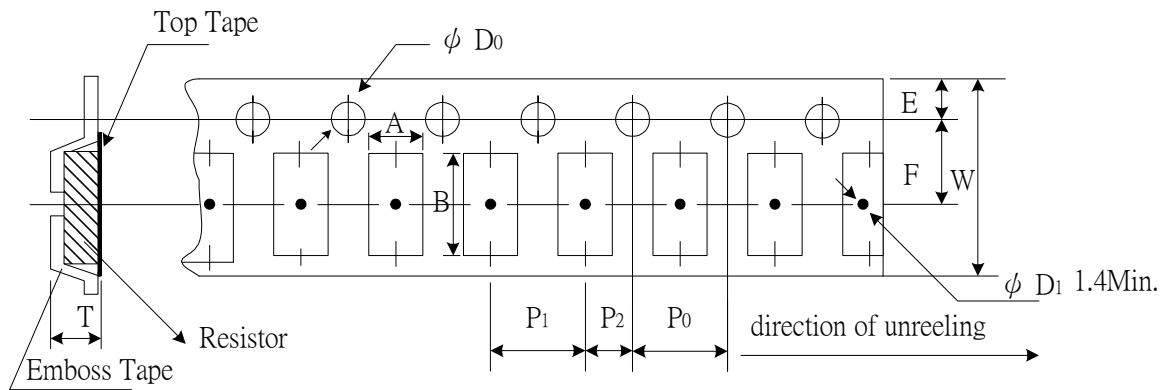 Top Tape
ψ D0
E
A
F
W
B
ψ D1 1.4Min.
T
P1
P2
P0
direction of unreeling
Resistor
Emboss Tape